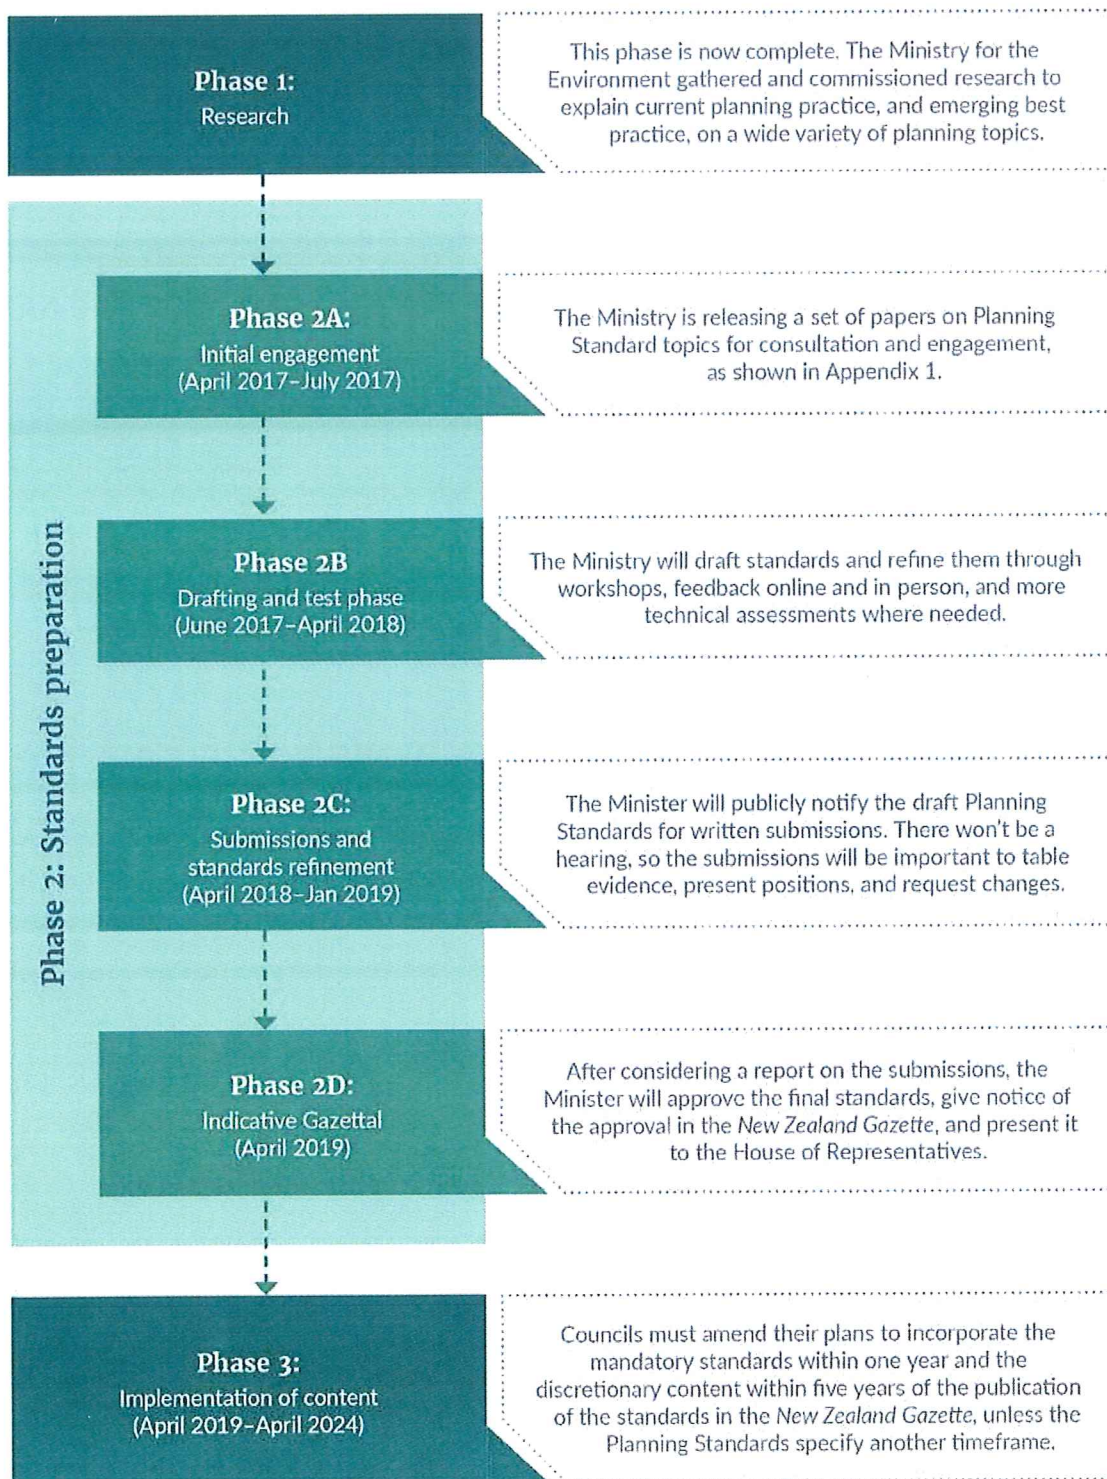 Phase 1:
Research
This phase is now complete. The Ministry for the
Environment gathered and commissioned research to
explain current planning practice, and emerging best
practice, on a wide variety of planning topics.
Phase 2: Standards preparation
Phase 2A:
Initial engagement
(April 2017–July 2017)
The Ministry is releasing a set of papers on Planning
Standard topics for consultation and engagement,
as shown in Appendix 1.
Phase 2B
Drafting and test phase
(June 2017–April 2018)
The Ministry will draft standards and refine them through
workshops, feedback online and in person, and more
technical assessments where needed.
Phase 2C:
Submissions and
standards refinement
(April 2018–Jan 2019)
The Minister will publicly notify the draft Planning
Standards for written submissions. There won't be a
hearing, so the submissions will be important to table
evidence, present positions, and request changes.
Phase 2D:
Indicative Gazettal
(April 2019)
After considering a report on the submissions, the
Minister will approve the final standards, give notice of
the approval in the New Zealand Gazette, and present it
to the House of Representatives.
Phase 3:
Implementation of content
(April 2019–April 2024)
Councils must amend their plans to incorporate the
mandatory standards within one year and the
discretionary content within five years of the publication
of the standards in the New Zealand Gazette, unless the
Planning Standards specify another timeframe.